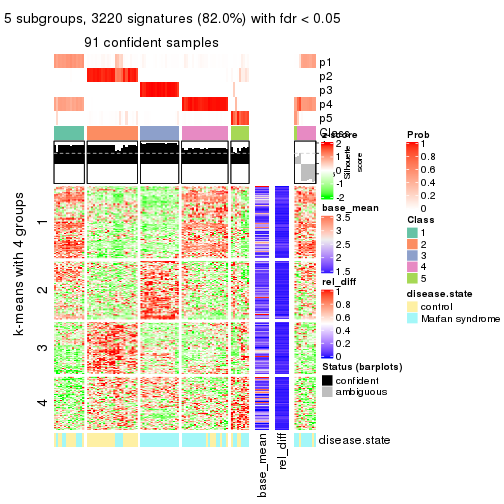 5 subgroups, 3220 signatures (82.0%) with fdr < 0.05
91 confident samples
p1
p2
p3
p4
p5
Class
Silhouette
score
k-means with 4 groups
1
2
3
4
base_mean
rel_diff
disease.state
z-score
2
1
0
-1
-2
base_mean
3.5
3
2.5
2
1.5
rel_diff
1
0.8
0.6
0.4
0.2
0
Status (barplots)
confident
ambiguous
Prob
1
0.8
0.6
0.4
0.2
0
Class
1
2
3
4
5
disease.state
control
Marfan syndrome